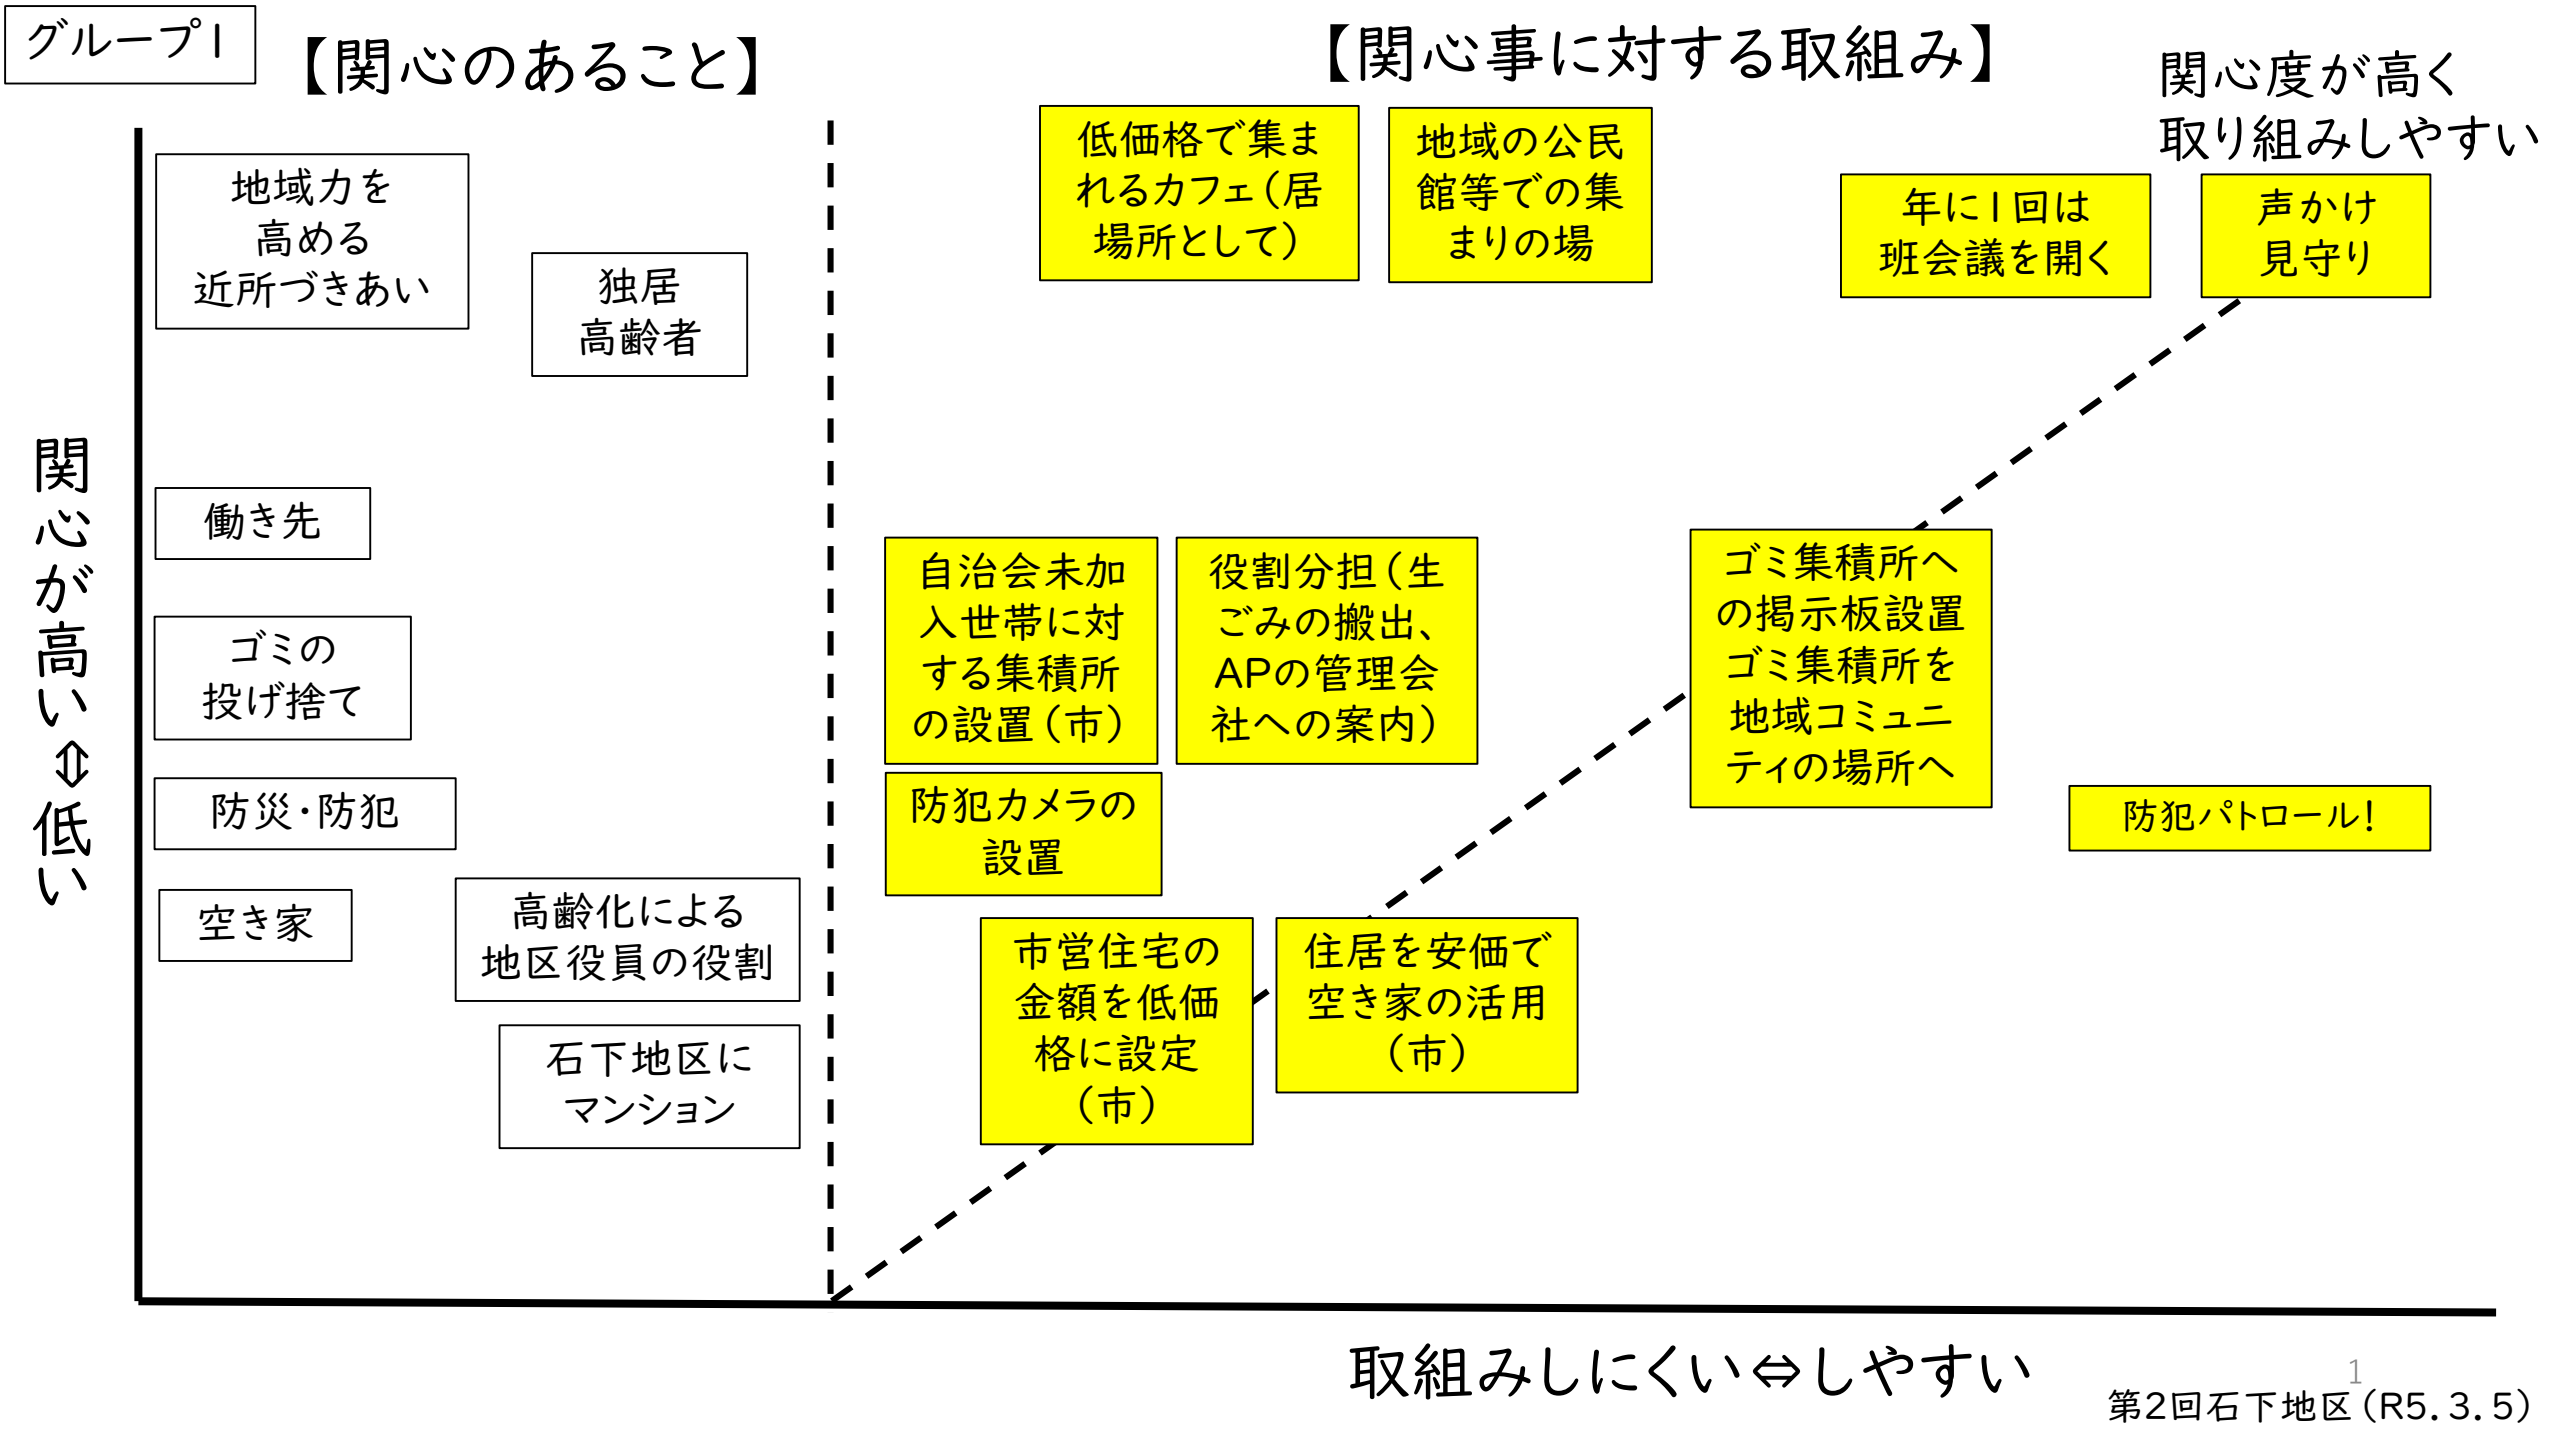 グループ1
【関心のあること】
【関心事に対する取組み】
関心度が高く
取り組みしやすい
関心が高い⇔低い
地域力を
高める
近所づきあい
独居
高齢者
働き先
ゴミの
投げ捨て
防災・防犯
空き家
高齢化による
地区役員の役割
石下地区に
マンション
低価格で集ま
れるカフェ（居
場所として）
地域の公民
館等での集
まりの場
年に1回は
班会議を開く
声かけ
見守り
自治会未加
入世帯に対
する集積所
の設置（市）
役割分担（生
ごみの搬出、
APの管理会
社への案内）
ゴミ集積所へ
の掲示板設置
ゴミ集積所を
地域コミュニ
ティの場所へ
防犯カメラの
設置
防犯パトロール！
市営住宅の
金額を低価
格に設定
（市）
住居を安価で
空き家の活用
（市）
取組みしにくい⇔しやすい
1
第2回石下地区（R5.3.5）